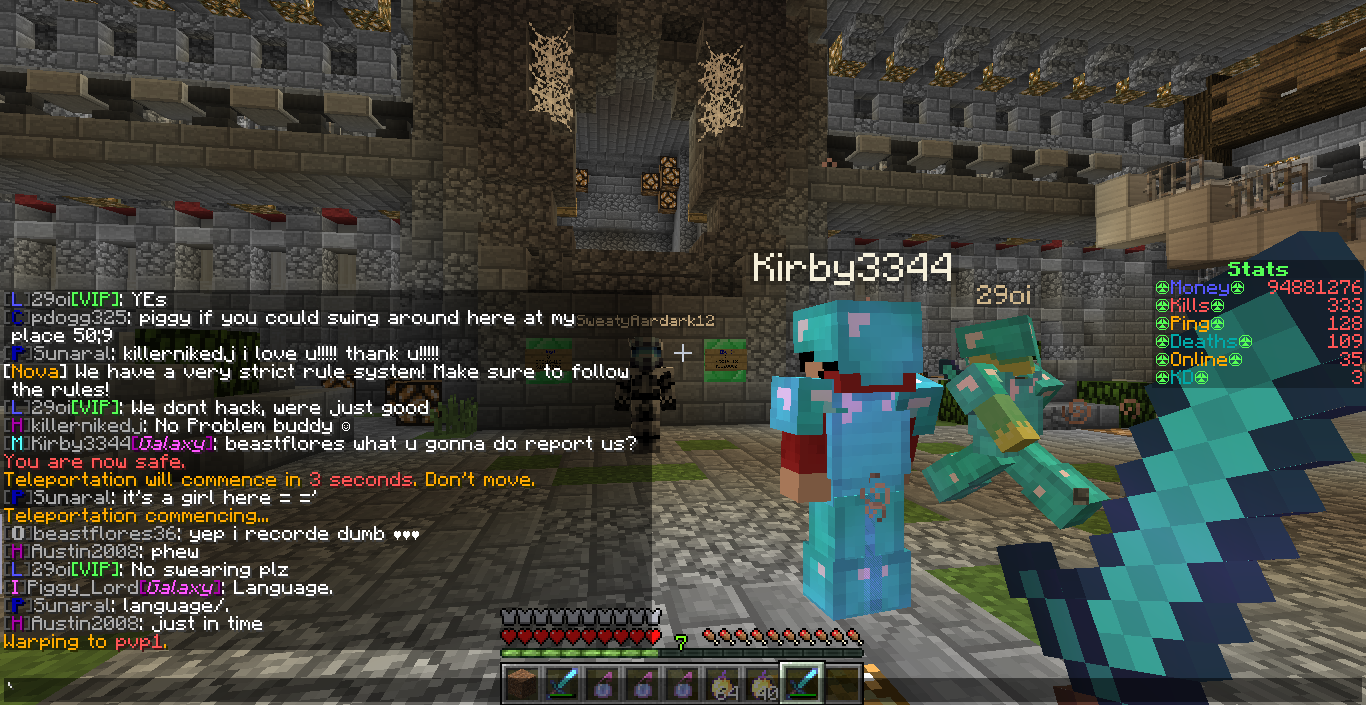 Kirby3344
29oi
SweatyAardark12
Stats
Money 94881276
Kills 333
Ping 128
Deaths 109
Online 35
KD 3
[L]29oi[VIP]: YEs
[C]pdogg325: piggy if you could swing around here at my
place 50;9
[P]Sunaral: killernikedj i love u!!!!! thank u!!!!!
[Nova] We have a very strict rule system! Make sure to follow
the rules!
[L]29oi[VIP]: We dont hack, were just good
[H]killernikedj: No Problem buddy ☺
[M]Kirby3344[Galaxy]: beastflores what u gonna do report us?
You are now safe.
Teleportation will commence in 3 seconds. Don't move.
[P]Sunaral: it's a girl here = ='
Teleportation commencing...
[O]beastflores36: yep i recorde dumb ♥♥♥
[H]Austin2008: phew
[L]29oi[VIP]: No swearing plz
[I]Piggy_Lord[Galaxy]: Language.
[P]Sunaral: language/.
[H]Austin2008: just in time
Warping to pvp1.
7
64
40